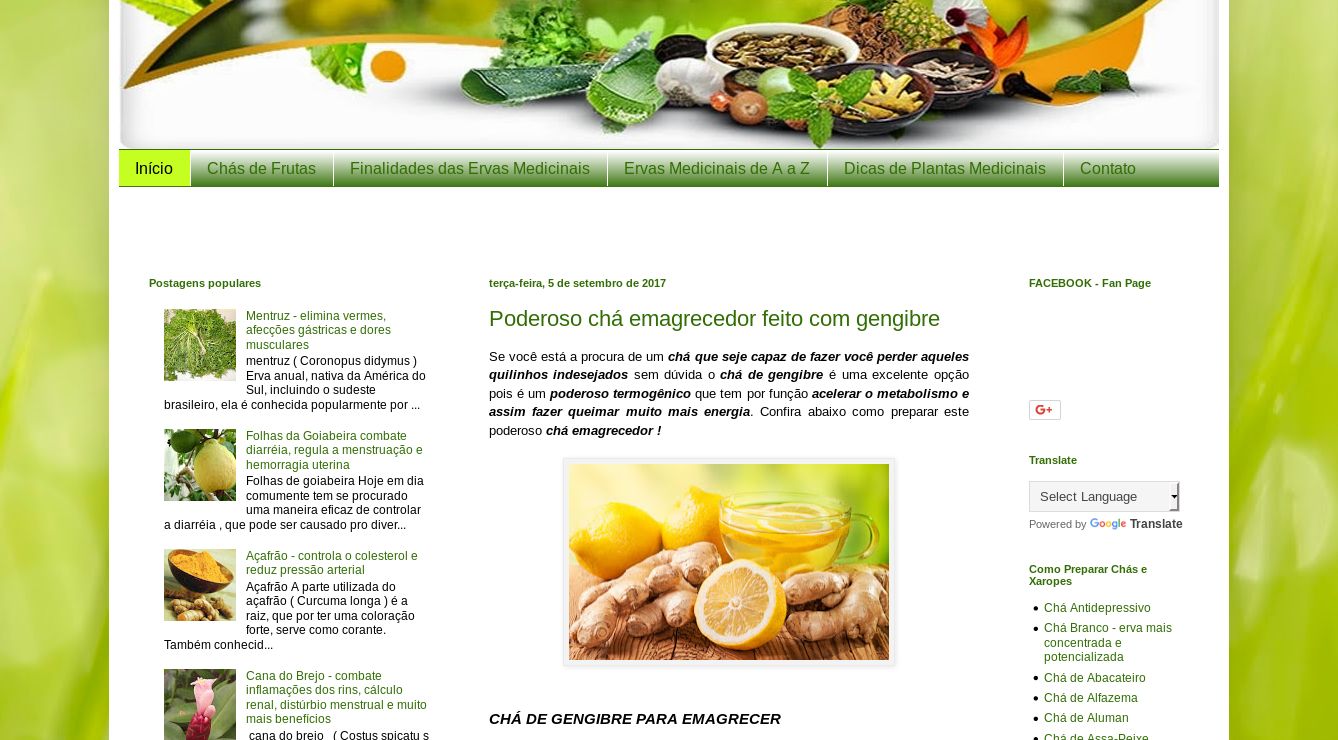 Início
Chás de Frutas
Finalidades das Ervas Medicinais
Ervas Medicinais de A a Z
Dicas de Plantas Medicinais
Contato
Postagens populares
Mentruz - elimina vermes,
afecções gástricas e dores
musculares
mentruz ( Coronopus didymus )
Erva anual, nativa da América do
Sul, incluindo o sudeste
brasileiro, ela é conhecida popularmente por ...
Folhas da Goiabeira combate
diarréia, regula a menstruação e
hemorragia uterina
Folhas de goiabeira Hoje em dia
comumente tem se procurado
uma maneira eficaz de controlar
a diarréia , que pode ser causado pro diver...
Açafrão - controla o colesterol e
reduz pressão arterial
Açafrão A parte utilizada do
açafrão ( Curcuma longa ) é a
raiz, que por ter uma coloração
forte, serve como corante.
Também conhecid...
Cana do Brejo - combate
inflamações dos rins, cálculo
renal, distúrbio menstrual e muito
mais benefícios
cana do brejo ( Costus spicatu s
terça-feira, 5 de setembro de 2017
Poderoso chá emagrecedor feito com gengibre
Se você está a procura de um chá que seje capaz de fazer você perder aqueles
quilinhos indesejados sem dúvida o chá de gengibre é uma excelente opção
pois é um poderoso termogênico que tem por função acelerar o metabolismo e
assim fazer queimar muito mais energia. Confira abaixo como preparar este
poderoso chá emagrecedor !
CHÁ DE GENGIBRE PARA EMAGRECER
FACEBOOK - Fan Page
G+
Translate
Select Language
Powered by Google Translate
Como Preparar Chás e
Xaropes
Chá Antidepressivo
Chá Branco - erva mais
concentrada e
potencializada
Chá de Abacateiro
Chá de Alfazema
Chá de Aluman
Chá de Assa-Peixe